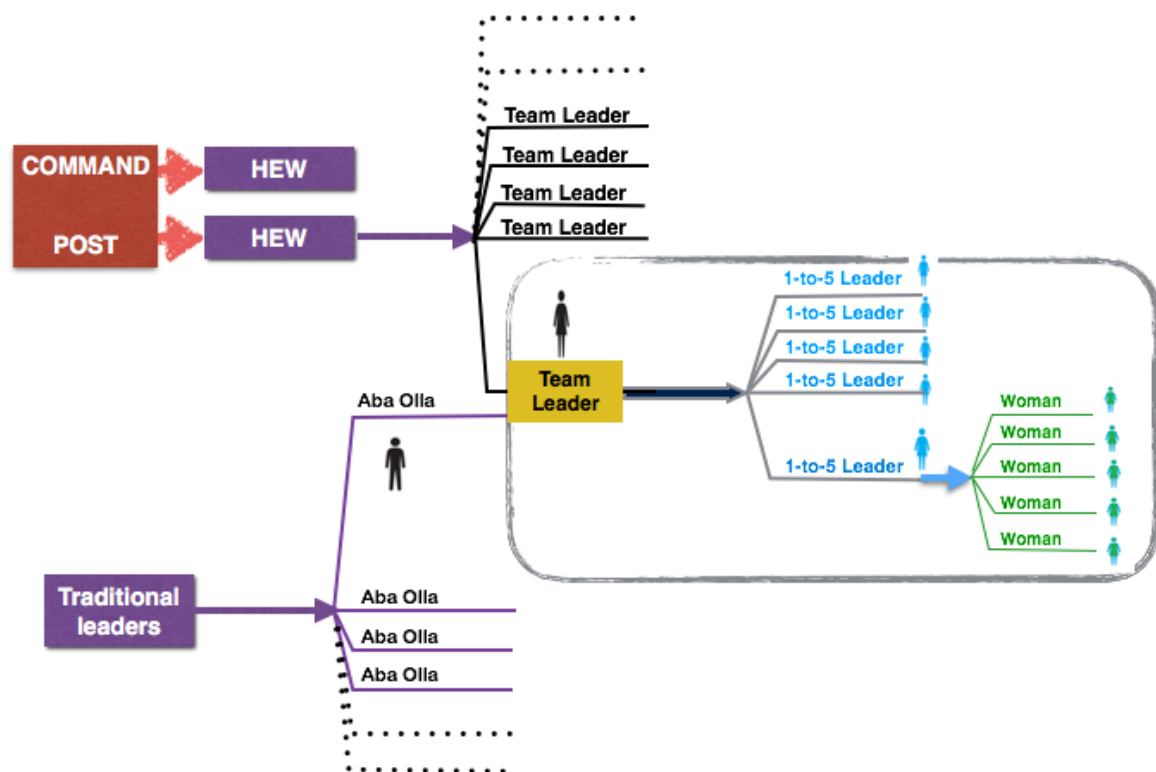 Team Leader
Team Leader
Team Leader
Team Leader
COMMAND
POST
HEW
HEW
1-to-5 Leader
1-to-5 Leader
1-to-5 Leader
1-to-5 Leader
1-to-5 Leader
Team
Leader
Woman
Woman
Woman
Woman
Woman
Aba Olla
Traditional
leaders
Aba Olla
Aba Olla
Aba Olla